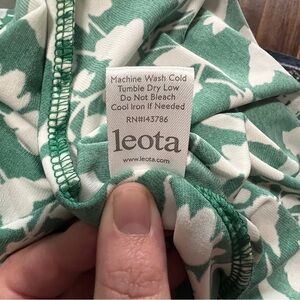 Machine Wash Cold
Tumble Dry Low
Do Not Bleach
Cool Iron If Needed
RN#143786
leota
www.leota.com